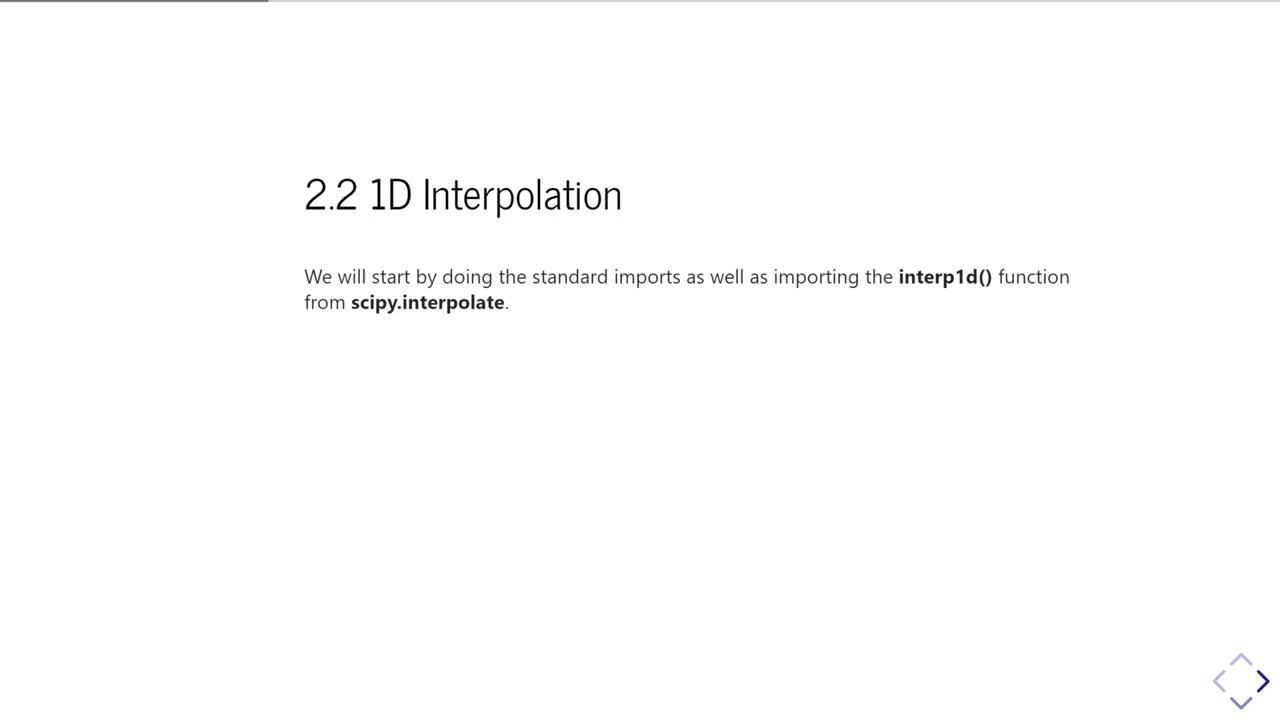 2.2 1D Interpolation
We will start by doing the standard imports as well as importing the interp1d() function
from scipy.interpolate.